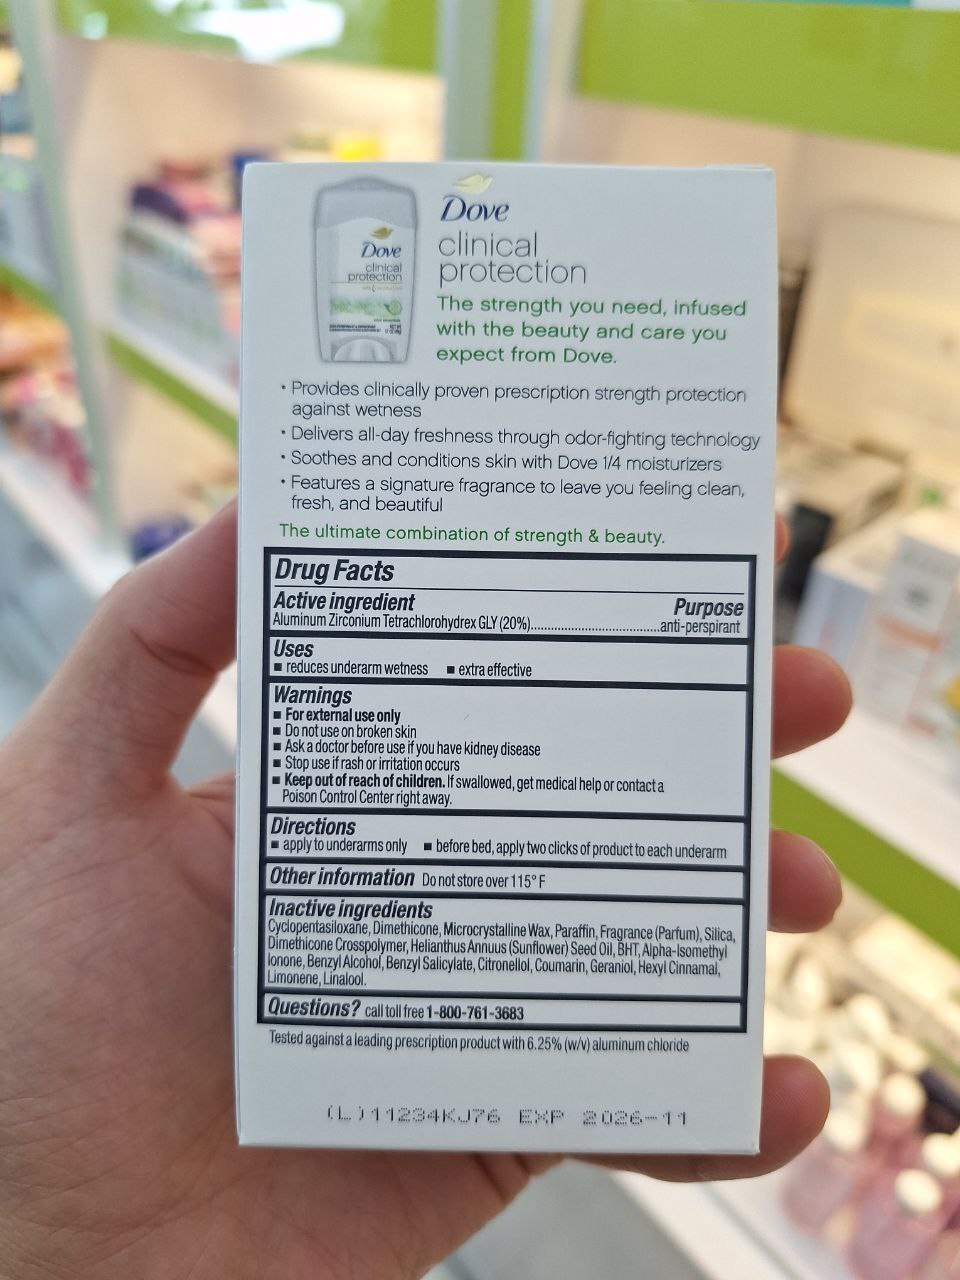 Dove
clinical
protection
Dove
clinical
protection
The strength you need, infused
with the beauty and care you
expect from Dove.
• Provides clinically proven prescription strength protection
against wetness
• Delivers all-day freshness through odor-fighting technology
• Soothes and conditions skin with Dove 1/4 moisturizers
• Features a signature fragrance to leave you feeling clean,
fresh, and beautiful
The ultimate combination of strength & beauty.
Drug Facts
Active ingredient Purpose
Aluminum Zirconium Tetrachlorohydrex GLY (20%)....................................anti-perspirant
Uses
■ reduces underarm wetness ■ extra effective
Warnings
■ For external use only
■ Do not use on broken skin
■ Ask a doctor before use if you have kidney disease
■ Stop use if rash or irritation occurs
■ Keep out of reach of children. If swallowed, get medical help or contact a
Poison Control Center right away.
Directions
■ apply to underarms only ■ before bed, apply two clicks of product to each underarm
Other information Do not store over 115° F
Inactive ingredients
Cyclopentasiloxane, Dimethicone, Microcrystalline Wax, Paraffin, Fragrance (Parfum), Silica,
Dimethicone Crosspolymer, Helianthus Annuus (Sunflower) Seed Oil, BHT, Alpha-Isomethyl
Ionone, Benzyl Alcohol, Benzyl Salicylate, Citronellol, Coumarin, Geraniol, Hexyl Cinnamal,
Limonene, Linalool.
Questions? call toll free 1-800-761-3683
Tested against a leading prescription product with 6.25% (w/v) aluminum chloride
(L)11234KJ76 EXP 2026-11